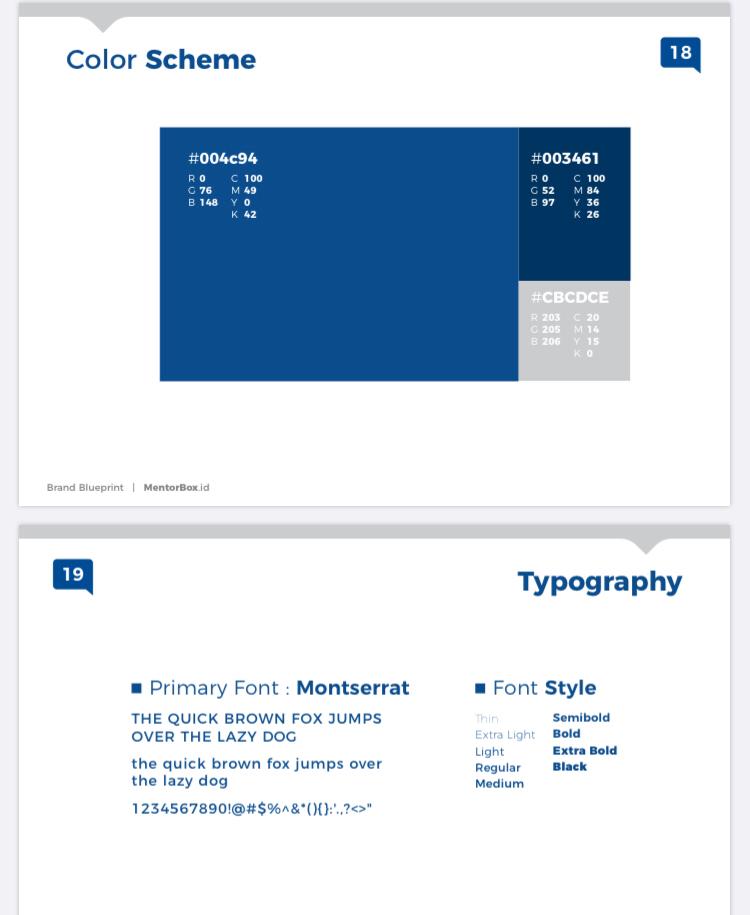 Color Scheme
18
#004c94
R 0 C 100
G 76 M 49
B 148 Y 0
K 42
#003461
R 0 C 100
G 52 M 84
B 97 Y 36
K 26
#CBCDCE
R 203 C 20
G 205 M 14
B 206 Y 15
K 0
Brand Blueprint | MentorBox.id
19
Typography
Primary Font : Montserrat
THE QUICK BROWN FOX JUMPS
OVER THE LAZY DOG
the quick brown fox jumps over
the lazy dog
1234567890!@#$%^&*(){}:'.,?<>"
Font Style
Thin
Extra Light
Light
Regular
Medium
Semibold
Bold
Extra Bold
Black